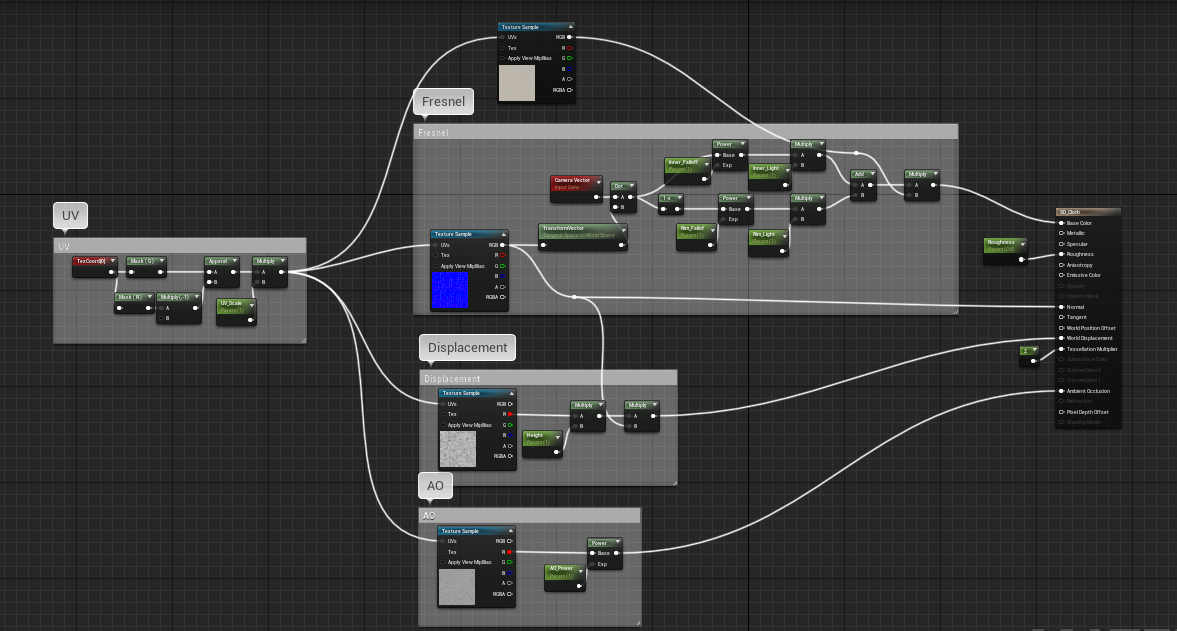 Texture Sample
UVs
RGB
Tex
R
Apply View MipBias
G
B
A
RGBA
Fresnel
Fresnel
Power
Base
Exp
Multiply
A
B
Inner_Falloff
Param (1)
Inner_Light
Param (1)
Camera Vector
Input Data
Dot
A
B
1-x
Power
Base
Exp
Multiply
A
B
Add
A
B
Multiply
A
B
TransformVector
Tangent Space to World Space
Rim_Fallof
Param (1)
Rim_Light
Param (1)
Texture Sample
UVs
RGB
Tex
R
Apply View MipBias
G
B
A
RGBA
UV
UV
TexCoord[0]
Mask ( G )
Append
A
B
Multiply
A
B
Mask ( R )
Multiply(,-1)
A
B
UV_Scale
Param (1)
Displacement
Displacement
Texture Sample
UVs
RGB
Tex
R
Apply View MipBias
G
B
A
RGBA
Height
Param (1)
Multiply
A
B
Multiply
A
B
AO
AO
Texture Sample
UVs
RGB
Tex
R
Apply View MipBias
G
B
A
RGBA
Power
Base
Exp
AO_Power
Param (1)
Roughness
SD_Cloth
Base Color
Metallic
Specular
Roughness
Anisotropy
Emissive Color
Opacity
Opacity Mask
Normal
Tangent
World Position Offset
World Displacement
Tessellation Multiplier
Subsurface Color
Custom Data 0
Custom Data 1
Ambient Occlusion
Refraction
Pixel Depth Offset
Shading Model